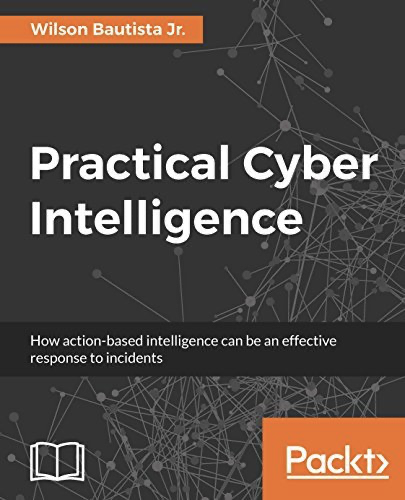 Wilson Bautista Jr.
Practical Cyber
Intelligence
How action-based intelligence can be an effective
response to incidents
Packt>